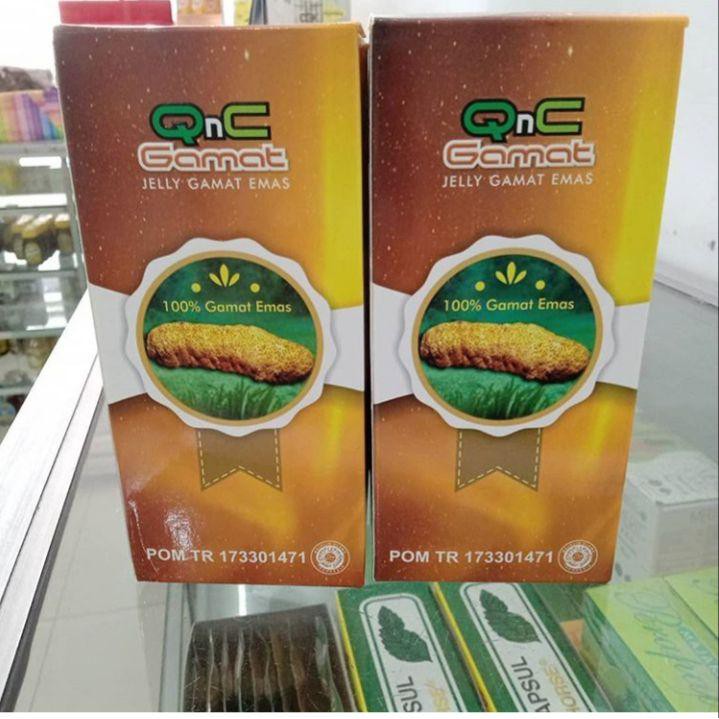 QnC
Gamat
JELLY GAMAT EMAS
100% Gamat Emas
POM TR 173301471
QnC
Gamat
JELLY GAMAT EMAS
100% Gamat Emas
POM TR 173301471
APSUL
HORSE®